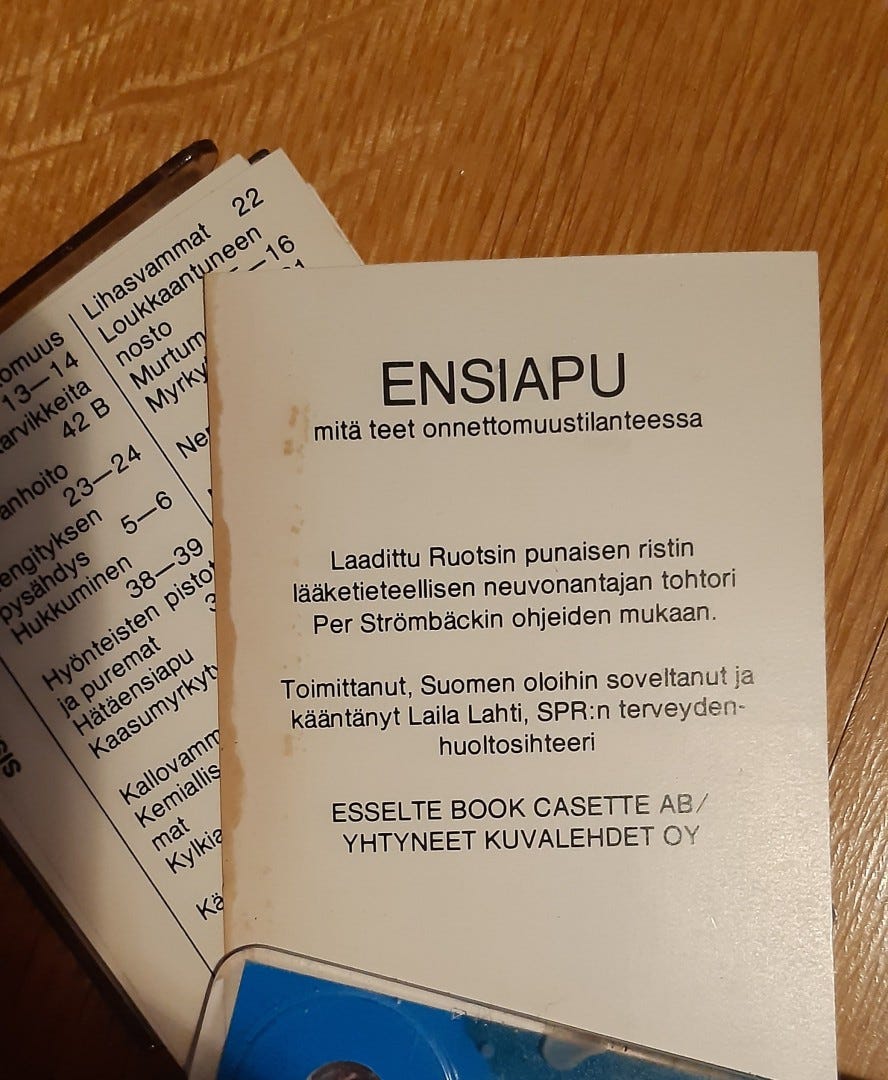 Lihasvammat 22
Loukkaantuneen
nosto 16
13—14
42 B
23—24
pysähdys 5—6
Hukkuminen
38—39
Hyönteisten
ja puremat
Hätäensiapu
ENSIAPU
mitä teet onnettomuustilanteessa
Laadittu Ruotsin punaisen ristin
lääketieteellisen neuvonantajan tohtori
Per Strömbäckin ohjeiden mukaan.
Toimittanut, Suomen oloihin soveltanut ja
kääntänyt Laila Lahti, SPR:n terveyden-
huoltosihteeri
ESSELTE BOOK CASETTE AB/
YHTYNEET KUVALEHDET OY